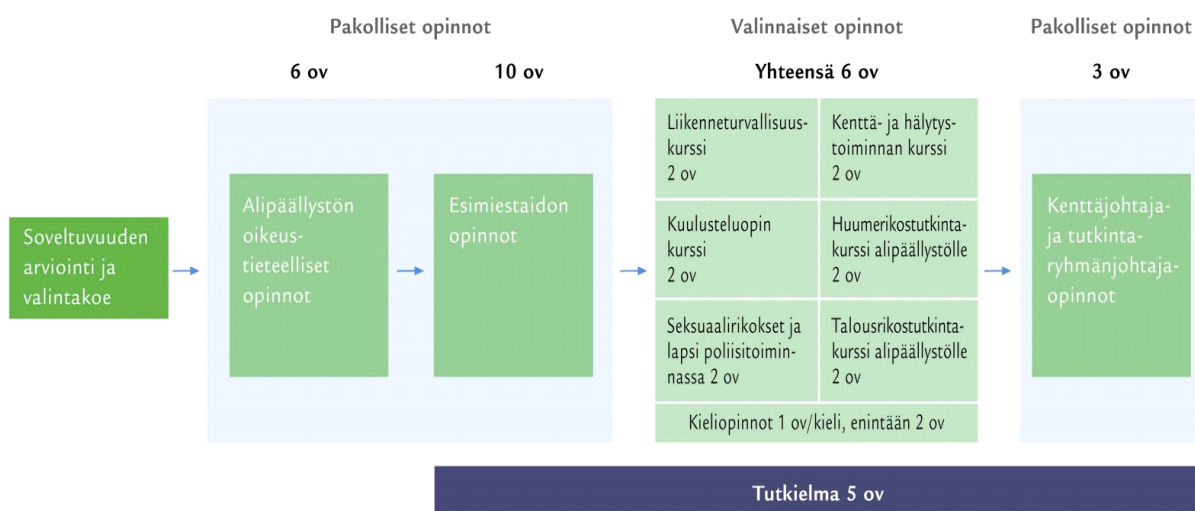 Pakolliset opinnot
Valinnaiset opinnot
Pakolliset opinnot
6 ov
10 ov
Yhteensä 6 ov
3 ov
Soveltuvuuden
arviointi ja
valintakoe
Alipäällystön
oikeus-
tieteelliset
opinnot
Esimiestaidon
opinnot
Liikenneturvallisuus-
kurssi
2 ov
Kenttä- ja hälytys-
toiminnan kurssi
2 ov
Kuulusteluopin
kurssi
2 ov
Huumerikostutkinta-
kurssi alipäällystölle
2 ov
Seksuaalirikokset ja
lapsi poliisitoimin-
nassa 2 ov
Talousrikostutkinta-
kurssi alipäällystölle
2 ov
Kieliopinnot 1 ov/kieli, enintään 2 ov
Kenttäjohtaja-
ja tutkinta-
ryhmänjohtaja-
opinnot
Tutkielma 5 ov